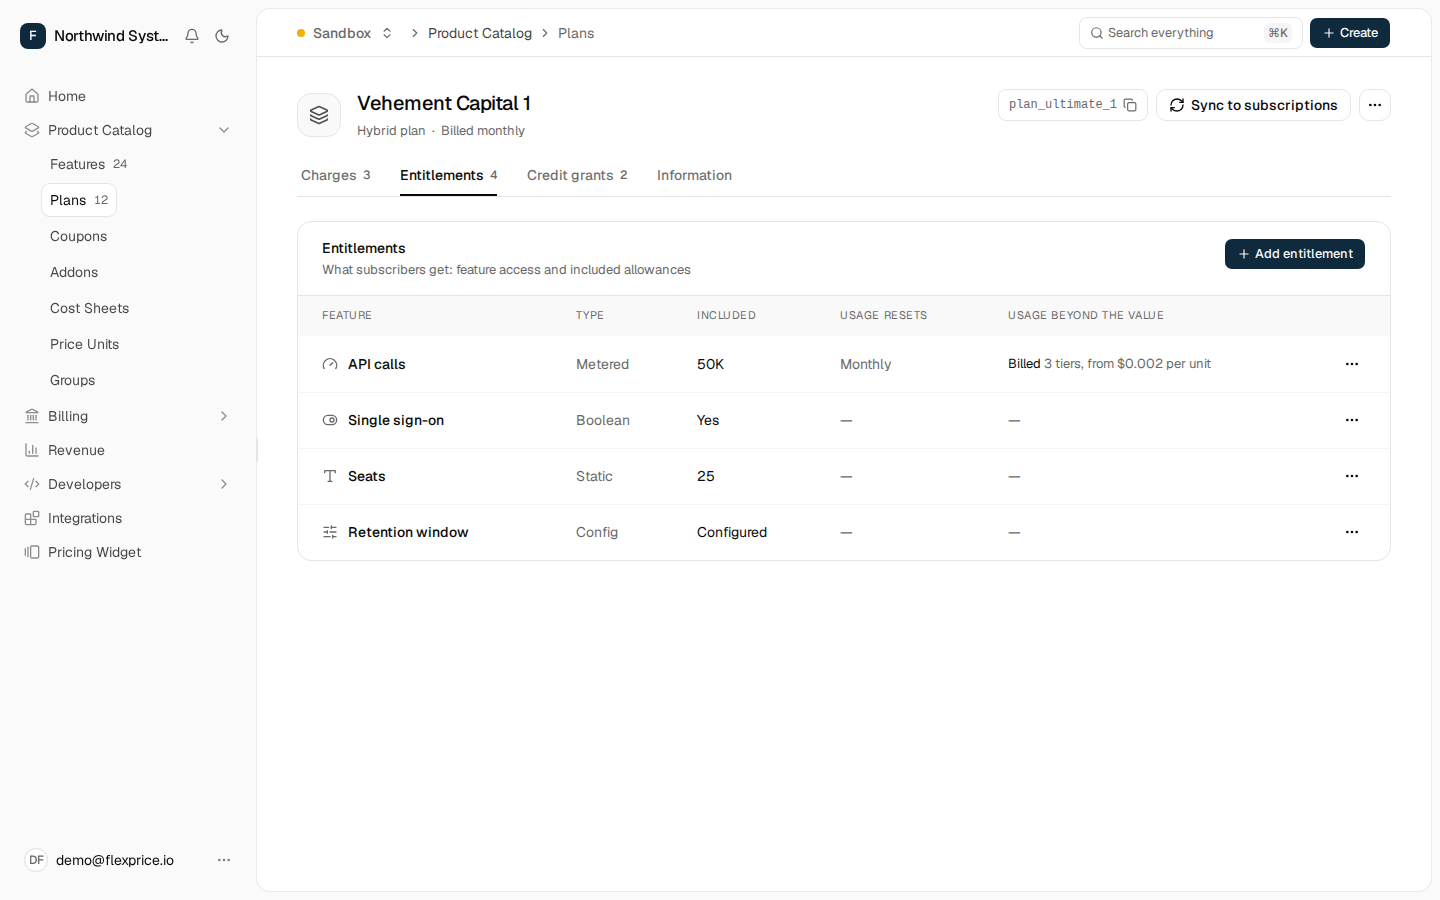 F Northwind Syst...
Sandbox
Product Catalog
Plans
Search everything
⌘K
Create
Home
Product Catalog
Features 24
Plans 12
Coupons
Addons
Cost Sheets
Price Units
Groups
Billing
Revenue
Developers
Integrations
Pricing Widget
DF demo@flexprice.io
Vehement Capital 1
Hybrid plan · Billed monthly
plan_ultimate_1
Sync to subscriptions
Charges 3
Entitlements 4
Credit grants 2
Information
Entitlements
What subscribers get: feature access and included allowances
Add entitlement
FEATURE TYPE INCLUDED USAGE RESETS USAGE BEYOND THE VALUE
API calls Metered 50K Monthly Billed 3 tiers, from $0.002 per unit
Single sign-on Boolean Yes — —
Seats Static 25 — —
Retention window Config Configured — —